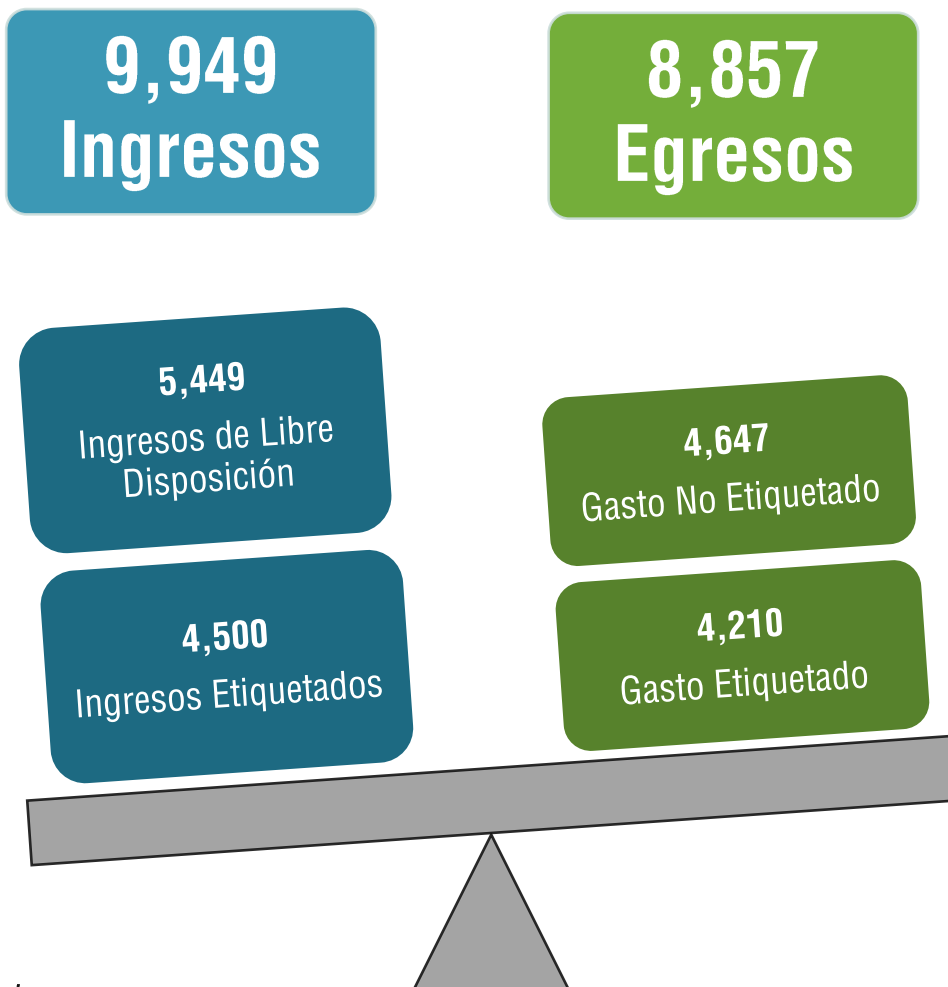 9,949
Ingresos
8,857
Egresos
5,449
Ingresos de Libre
Disposición
4,500
Ingresos Etiquetados
4,647
Gasto No Etiquetado
4,210
Gasto Etiquetado